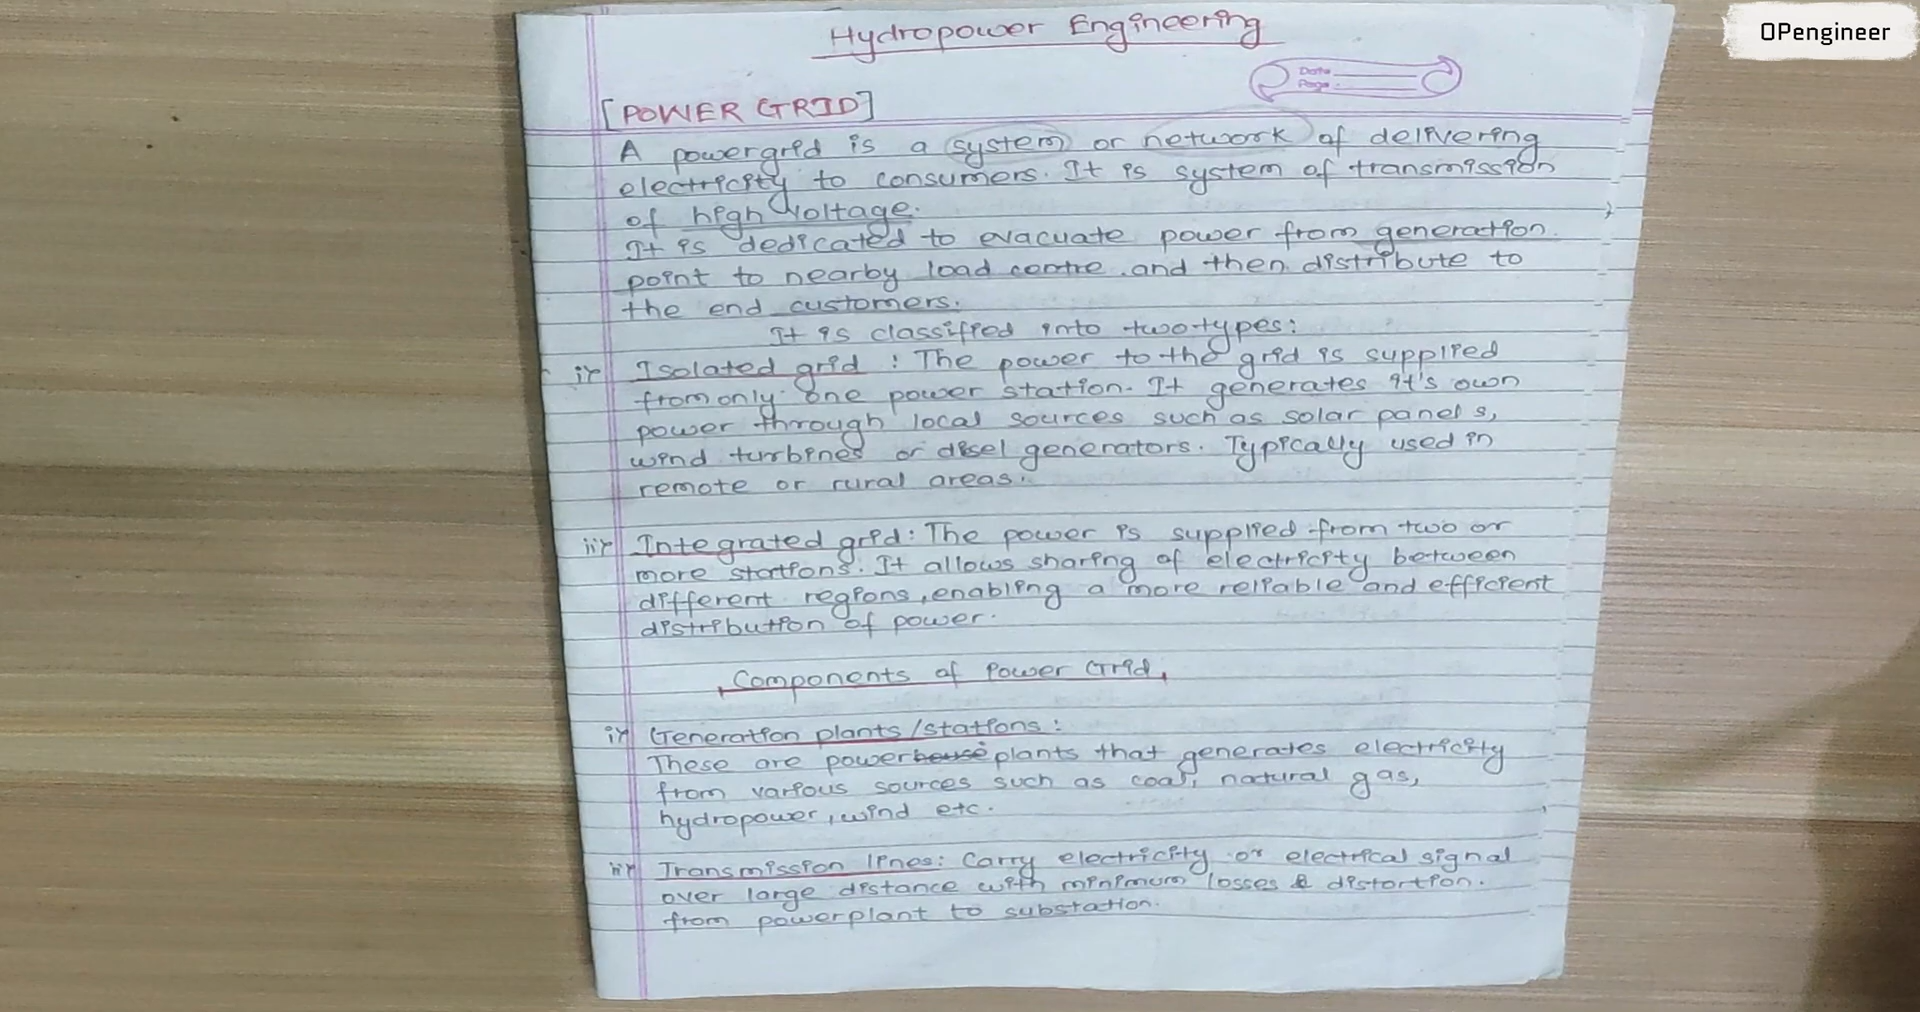 OPengineer
Hydropower Engineering
Date
Page
[POWER GRID]
A powergrid is a system or network of delivering
electricity to consumers. It is system of transmission
of high voltage.
It is dedicated to evacuate power from generation
point to nearby load centre and then distribute to
the end customers.
It is classified into two types:
i) Isolated grid : The power to the grid is supplied
from only one power station. It generates it's own
power through local sources such as solar panels,
wind turbines or disel generators. Typically used in
remote or rural areas.
ii) Integrated grid: The power is supplied from two or
more stations. It allows sharing of electricity between
different regions, enabling a more reliable and efficient
distribution of power.
Components of Power Grid
i) Generation plants/stations:
These are powerhouse plants that generates electricity
from various sources such as coal, natural gas,
hydropower, wind etc.
ii) Transmission lines: Carry electricity or electrical signal
over large distance with minimum losses & distortion.
from powerplant to substation.